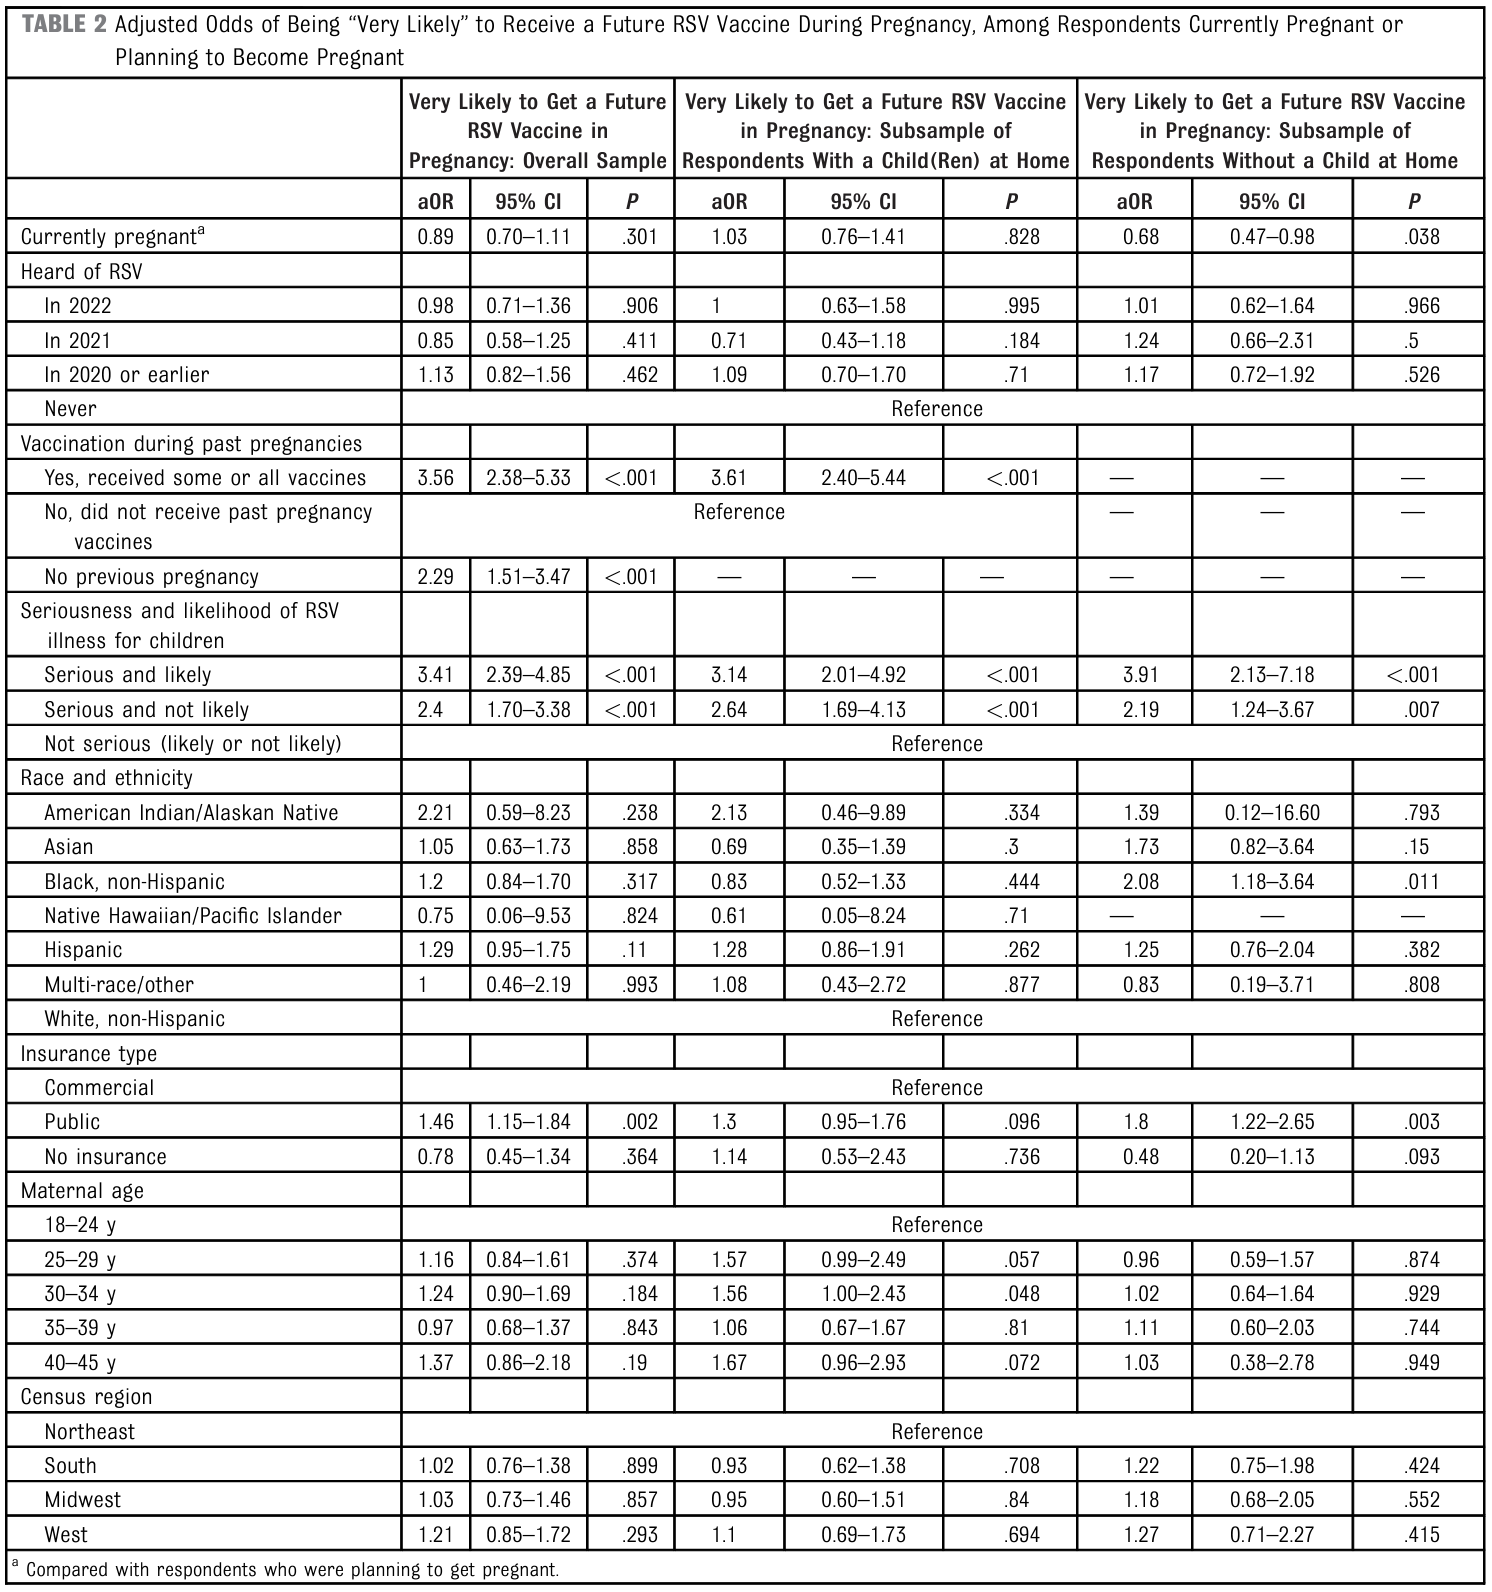 TABLE 2 Adjusted Odds of Being “Very Likely” to Receive a Future RSV Vaccine During Pregnancy, Among Respondents Currently Pregnant or
Planning to Become Pregnant
Very Likely to Get a Future RSV Vaccine in Pregnancy: Overall Sample Very Likely to Get a Future RSV Vaccine in Pregnancy: Subsample of Respondents With a Child(Ren) at Home Very Likely to Get a Future RSV Vaccine in Pregnancy: Subsample of Respondents Without a Child at Home
aOR 95% CI P aOR 95% CI P aOR 95% CI P
Currently pregnantᵃ 0.89 0.70–1.11 .301 1.03 0.76–1.41 .828 0.68 0.47–0.98 .038
Heard of RSV
In 2022 0.98 0.71–1.36 .906 1 0.63–1.58 .995 1.01 0.62–1.64 .966
In 2021 0.85 0.58–1.25 .411 0.71 0.43–1.18 .184 1.24 0.66–2.31 .5
In 2020 or earlier 1.13 0.82–1.56 .462 1.09 0.70–1.70 .71 1.17 0.72–1.92 .526
Never Reference
Vaccination during past pregnancies
Yes, received some or all vaccines 3.56 2.38–5.33 <.001 3.61 2.40–5.44 <.001 — — —
No, did not receive past pregnancy Reference — — —
vaccines
No previous pregnancy 2.29 1.51–3.47 <.001 — — — — — —
Seriousness and likelihood of RSV
illness for children
Serious and likely 3.41 2.39–4.85 <.001 3.14 2.01–4.92 <.001 3.91 2.13–7.18 <.001
Serious and not likely 2.4 1.70–3.38 <.001 2.64 1.69–4.13 <.001 2.19 1.24–3.67 .007
Not serious (likely or not likely) Reference
Race and ethnicity
American Indian/Alaskan Native 2.21 0.59–8.23 .238 2.13 0.46–9.89 .334 1.39 0.12–16.60 .793
Asian 1.05 0.63–1.73 .858 0.69 0.35–1.39 .3 1.73 0.82–3.64 .15
Black, non-Hispanic 1.2 0.84–1.70 .317 0.83 0.52–1.33 .444 2.08 1.18–3.64 .011
Native Hawaiian/Pacific Islander 0.75 0.06–9.53 .824 0.61 0.05–8.24 .71 — — —
Hispanic 1.29 0.95–1.75 .11 1.28 0.86–1.91 .262 1.25 0.76–2.04 .382
Multi-race/other 1 0.46–2.19 .993 1.08 0.43–2.72 .877 0.83 0.19–3.71 .808
White, non-Hispanic Reference
Insurance type
Commercial Reference
Public 1.46 1.15–1.84 .002 1.3 0.95–1.76 .096 1.8 1.22–2.65 .003
No insurance 0.78 0.45–1.34 .364 1.14 0.53–2.43 .736 0.48 0.20–1.13 .093
Maternal age
18–24 y Reference
25–29 y 1.16 0.84–1.61 .374 1.57 0.99–2.49 .057 0.96 0.59–1.57 .874
30–34 y 1.24 0.90–1.69 .184 1.56 1.00–2.43 .048 1.02 0.64–1.64 .929
35–39 y 0.97 0.68–1.37 .843 1.06 0.67–1.67 .81 1.11 0.60–2.03 .744
40–45 y 1.37 0.86–2.18 .19 1.67 0.96–2.93 .072 1.03 0.38–2.78 .949
Census region
Northeast Reference
South 1.02 0.76–1.38 .899 0.93 0.62–1.38 .708 1.22 0.75–1.98 .424
Midwest 1.03 0.73–1.46 .857 0.95 0.60–1.51 .84 1.18 0.68–2.05 .552
West 1.21 0.85–1.72 .293 1.1 0.69–1.73 .694 1.27 0.71–2.27 .415
ᵃ Compared with respondents who were planning to get pregnant.